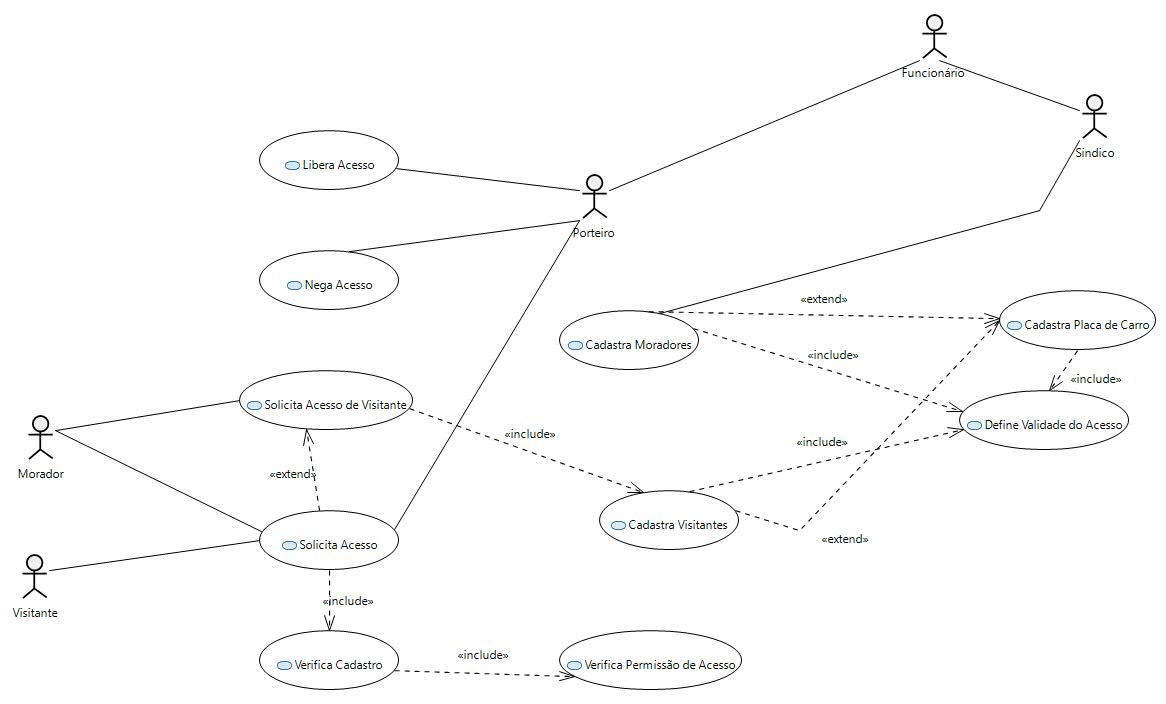 Funcionário
Sindico
Libera Acesso
Porteiro
Nega Acesso
«extend»
Cadastra Placa de Carro
Cadastra Moradores
«include»
«include»
Solicita Acesso de Visitante
Define Validade do Acesso
«include»
«include»
Morador
«extend»
Cadastra Visitantes
«extend»
Solicita Acesso
«include»
Visitante
«include»
Verifica Cadastro
Verifica Permissão de Acesso